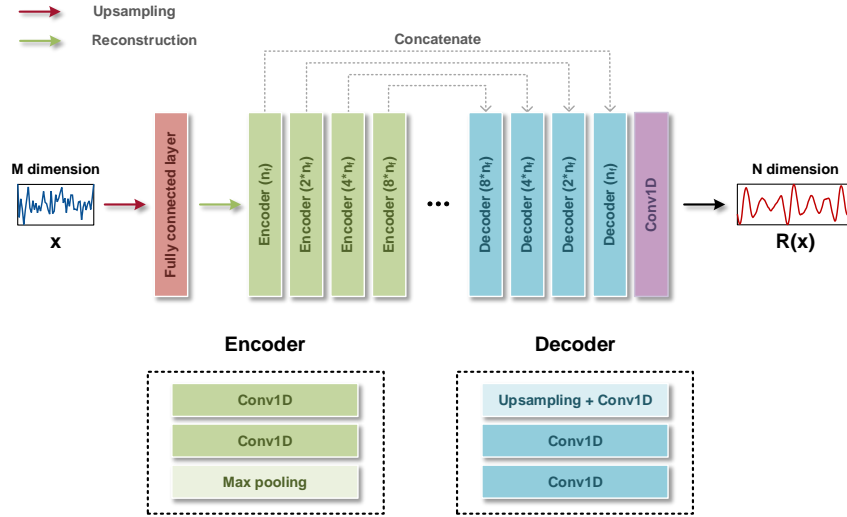 Upsampling
Reconstruction
Concatenate
M dimension
x
Fully connected layer
Encoder (nf)
Encoder (2*nf)
Encoder (4*nf)
Encoder (8*nf)
...
Decoder (8*nf)
Decoder (4*nf)
Decoder (2*nf)
Decoder (nf)
Conv1D
N dimension
R(x)
Encoder
Conv1D
Conv1D
Max pooling
Decoder
Upsampling + Conv1D
Conv1D
Conv1D